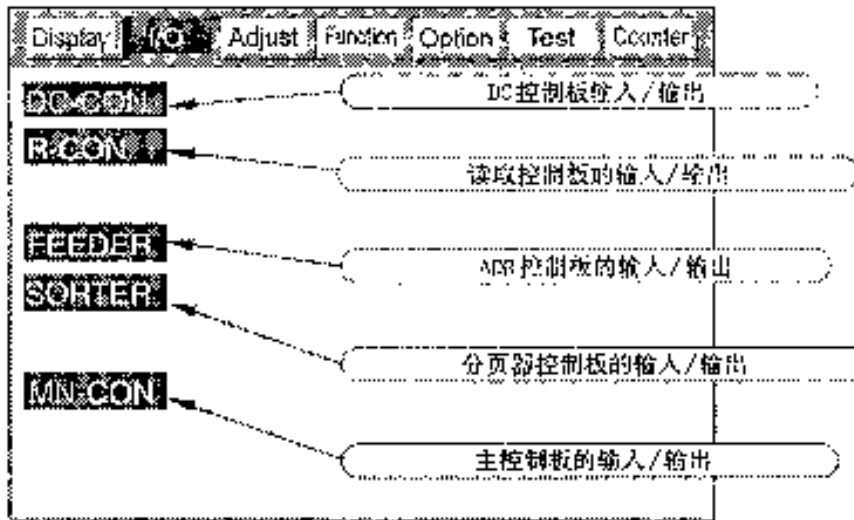 Display I/O Adjust Function Option Test Counter
DC-CON DC控制板输入/输出
R-CON 读取控制板的输入/输出
FEEDER ADF控制板的输入/输出
SORTER 分页器控制板的输入/输出
MN-CON 主控制板的输入/输出